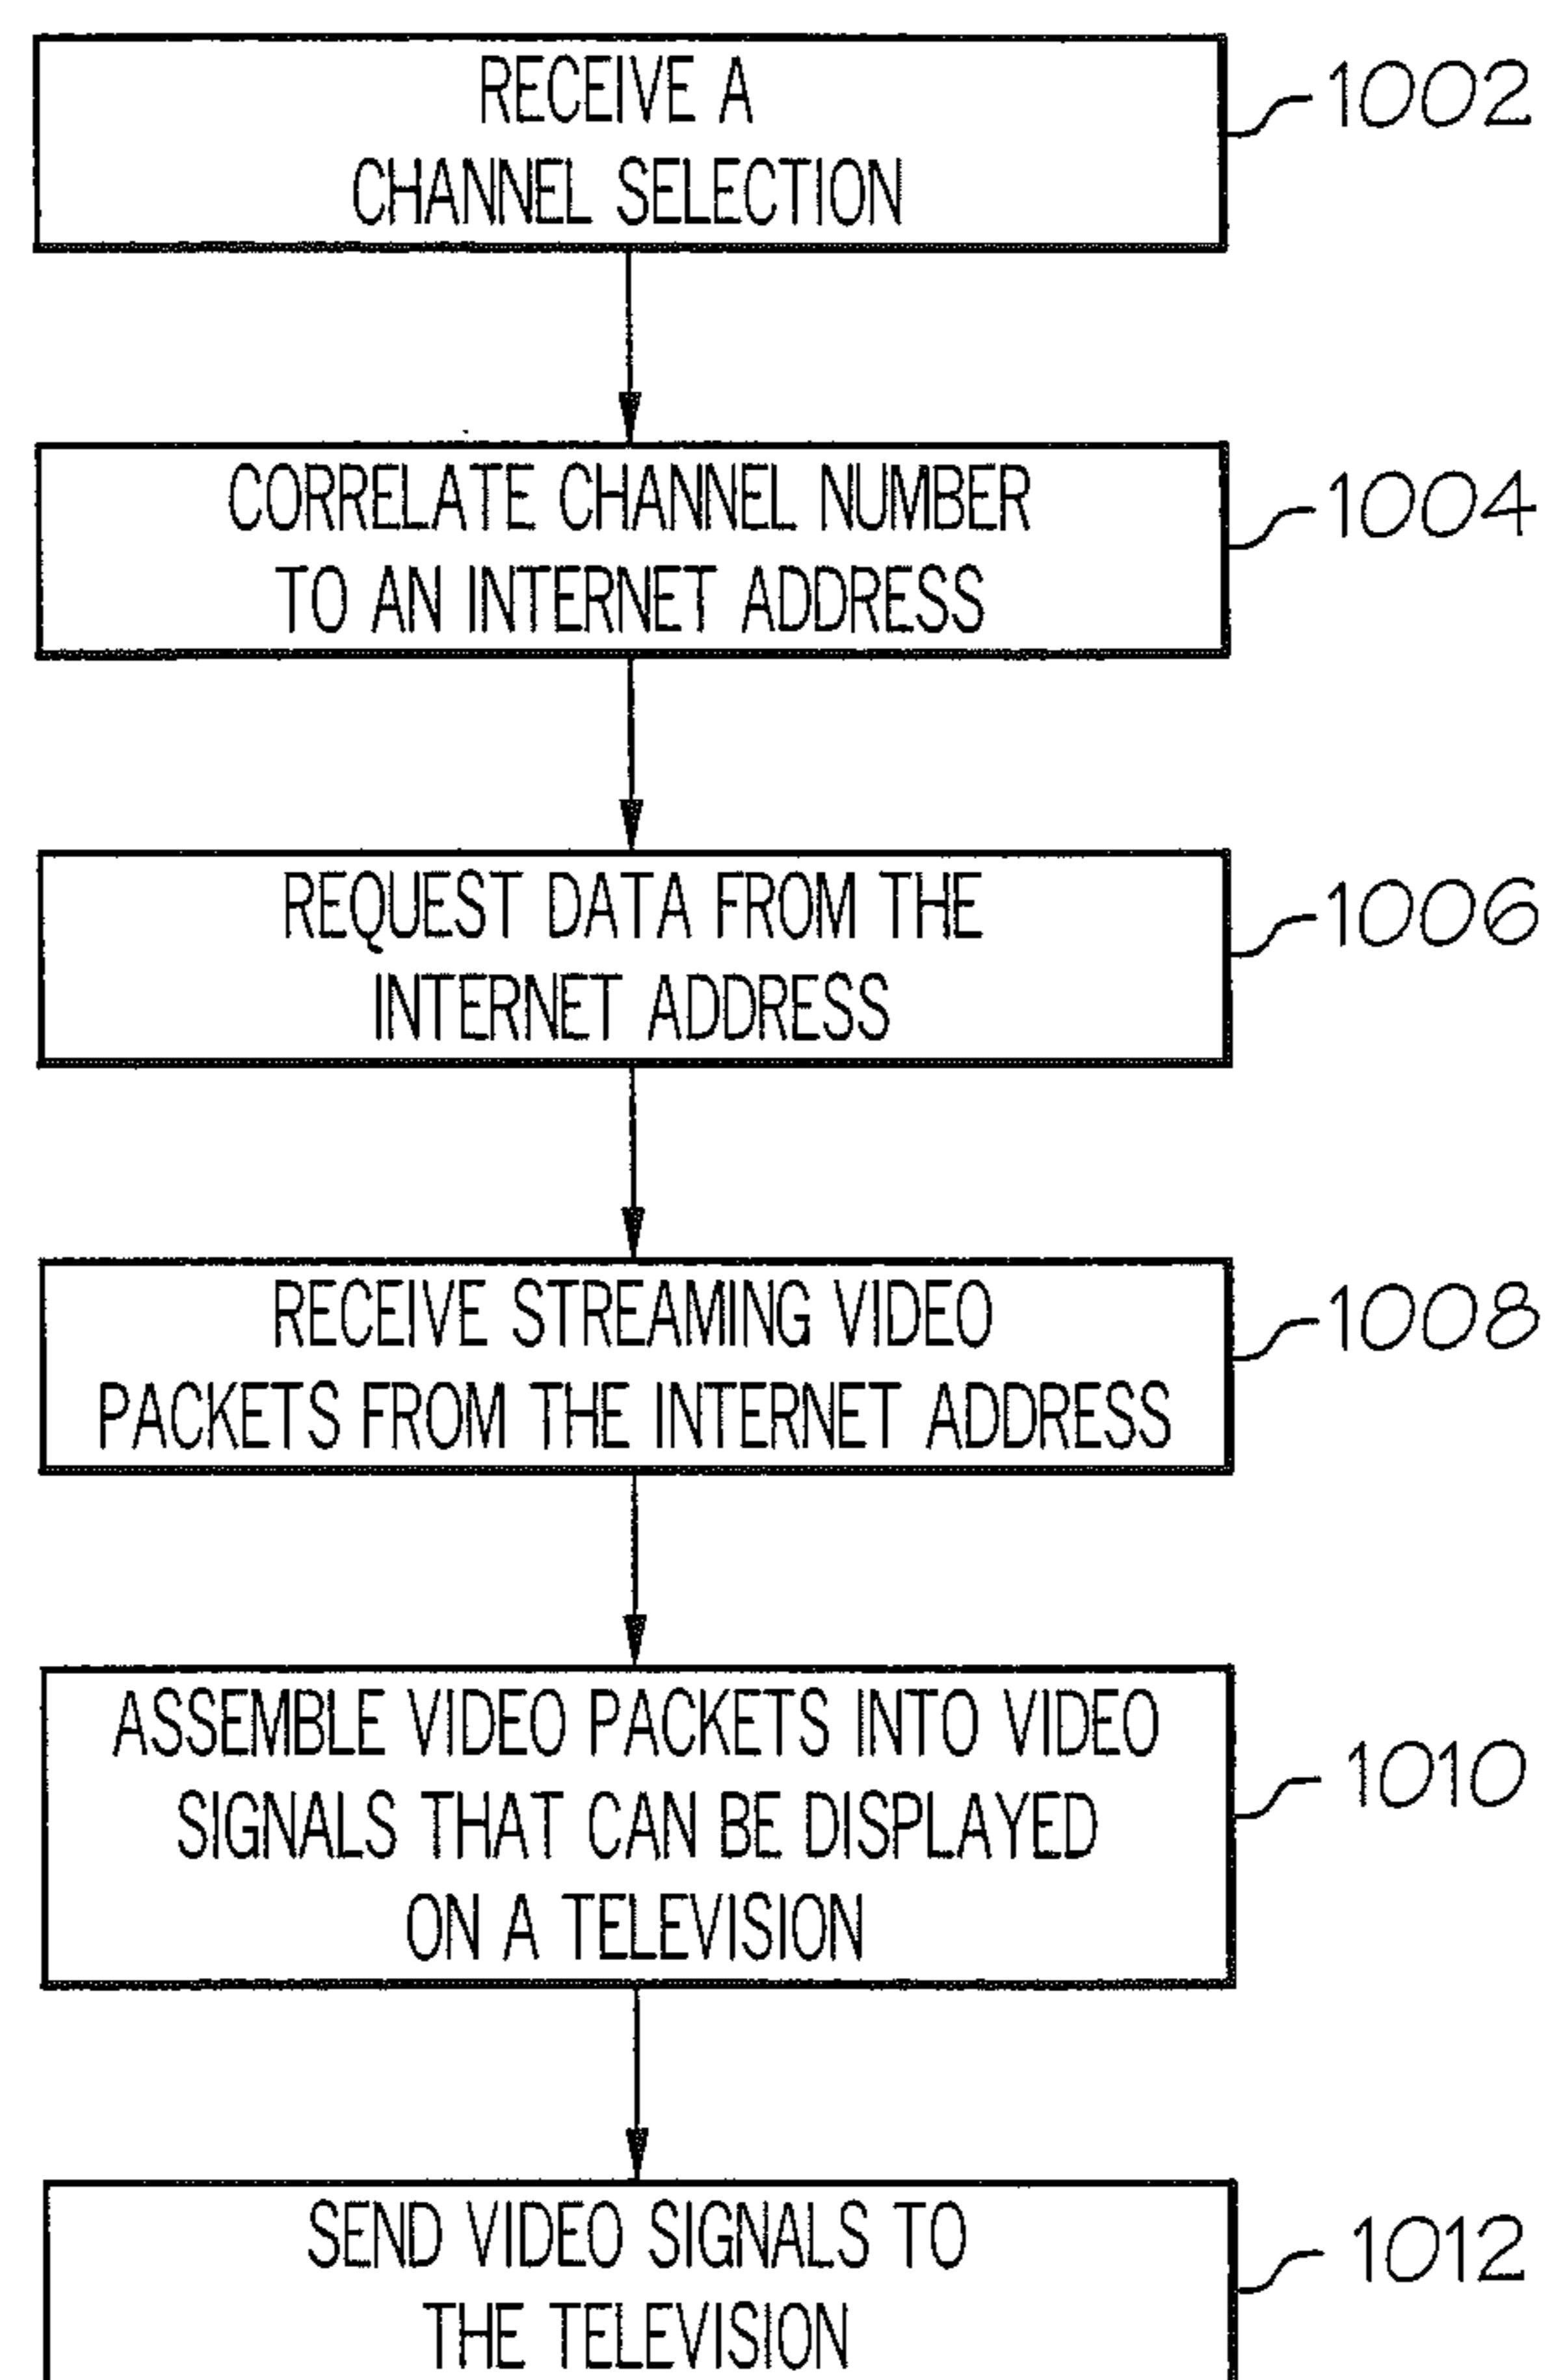 RECEIVE A
CHANNEL SELECTION
1002
CORRELATE CHANNEL NUMBER
TO AN INTERNET ADDRESS
1004
REQUEST DATA FROM THE
INTERNET ADDRESS
1006
RECEIVE STREAMING VIDEO
PACKETS FROM THE INTERNET ADDRESS
1008
ASSEMBLE VIDEO PACKETS INTO VIDEO
SIGNALS THAT CAN BE DISPLAYED
ON A TELEVISION
1010
SEND VIDEO SIGNALS TO
THE TELEVISION
1012